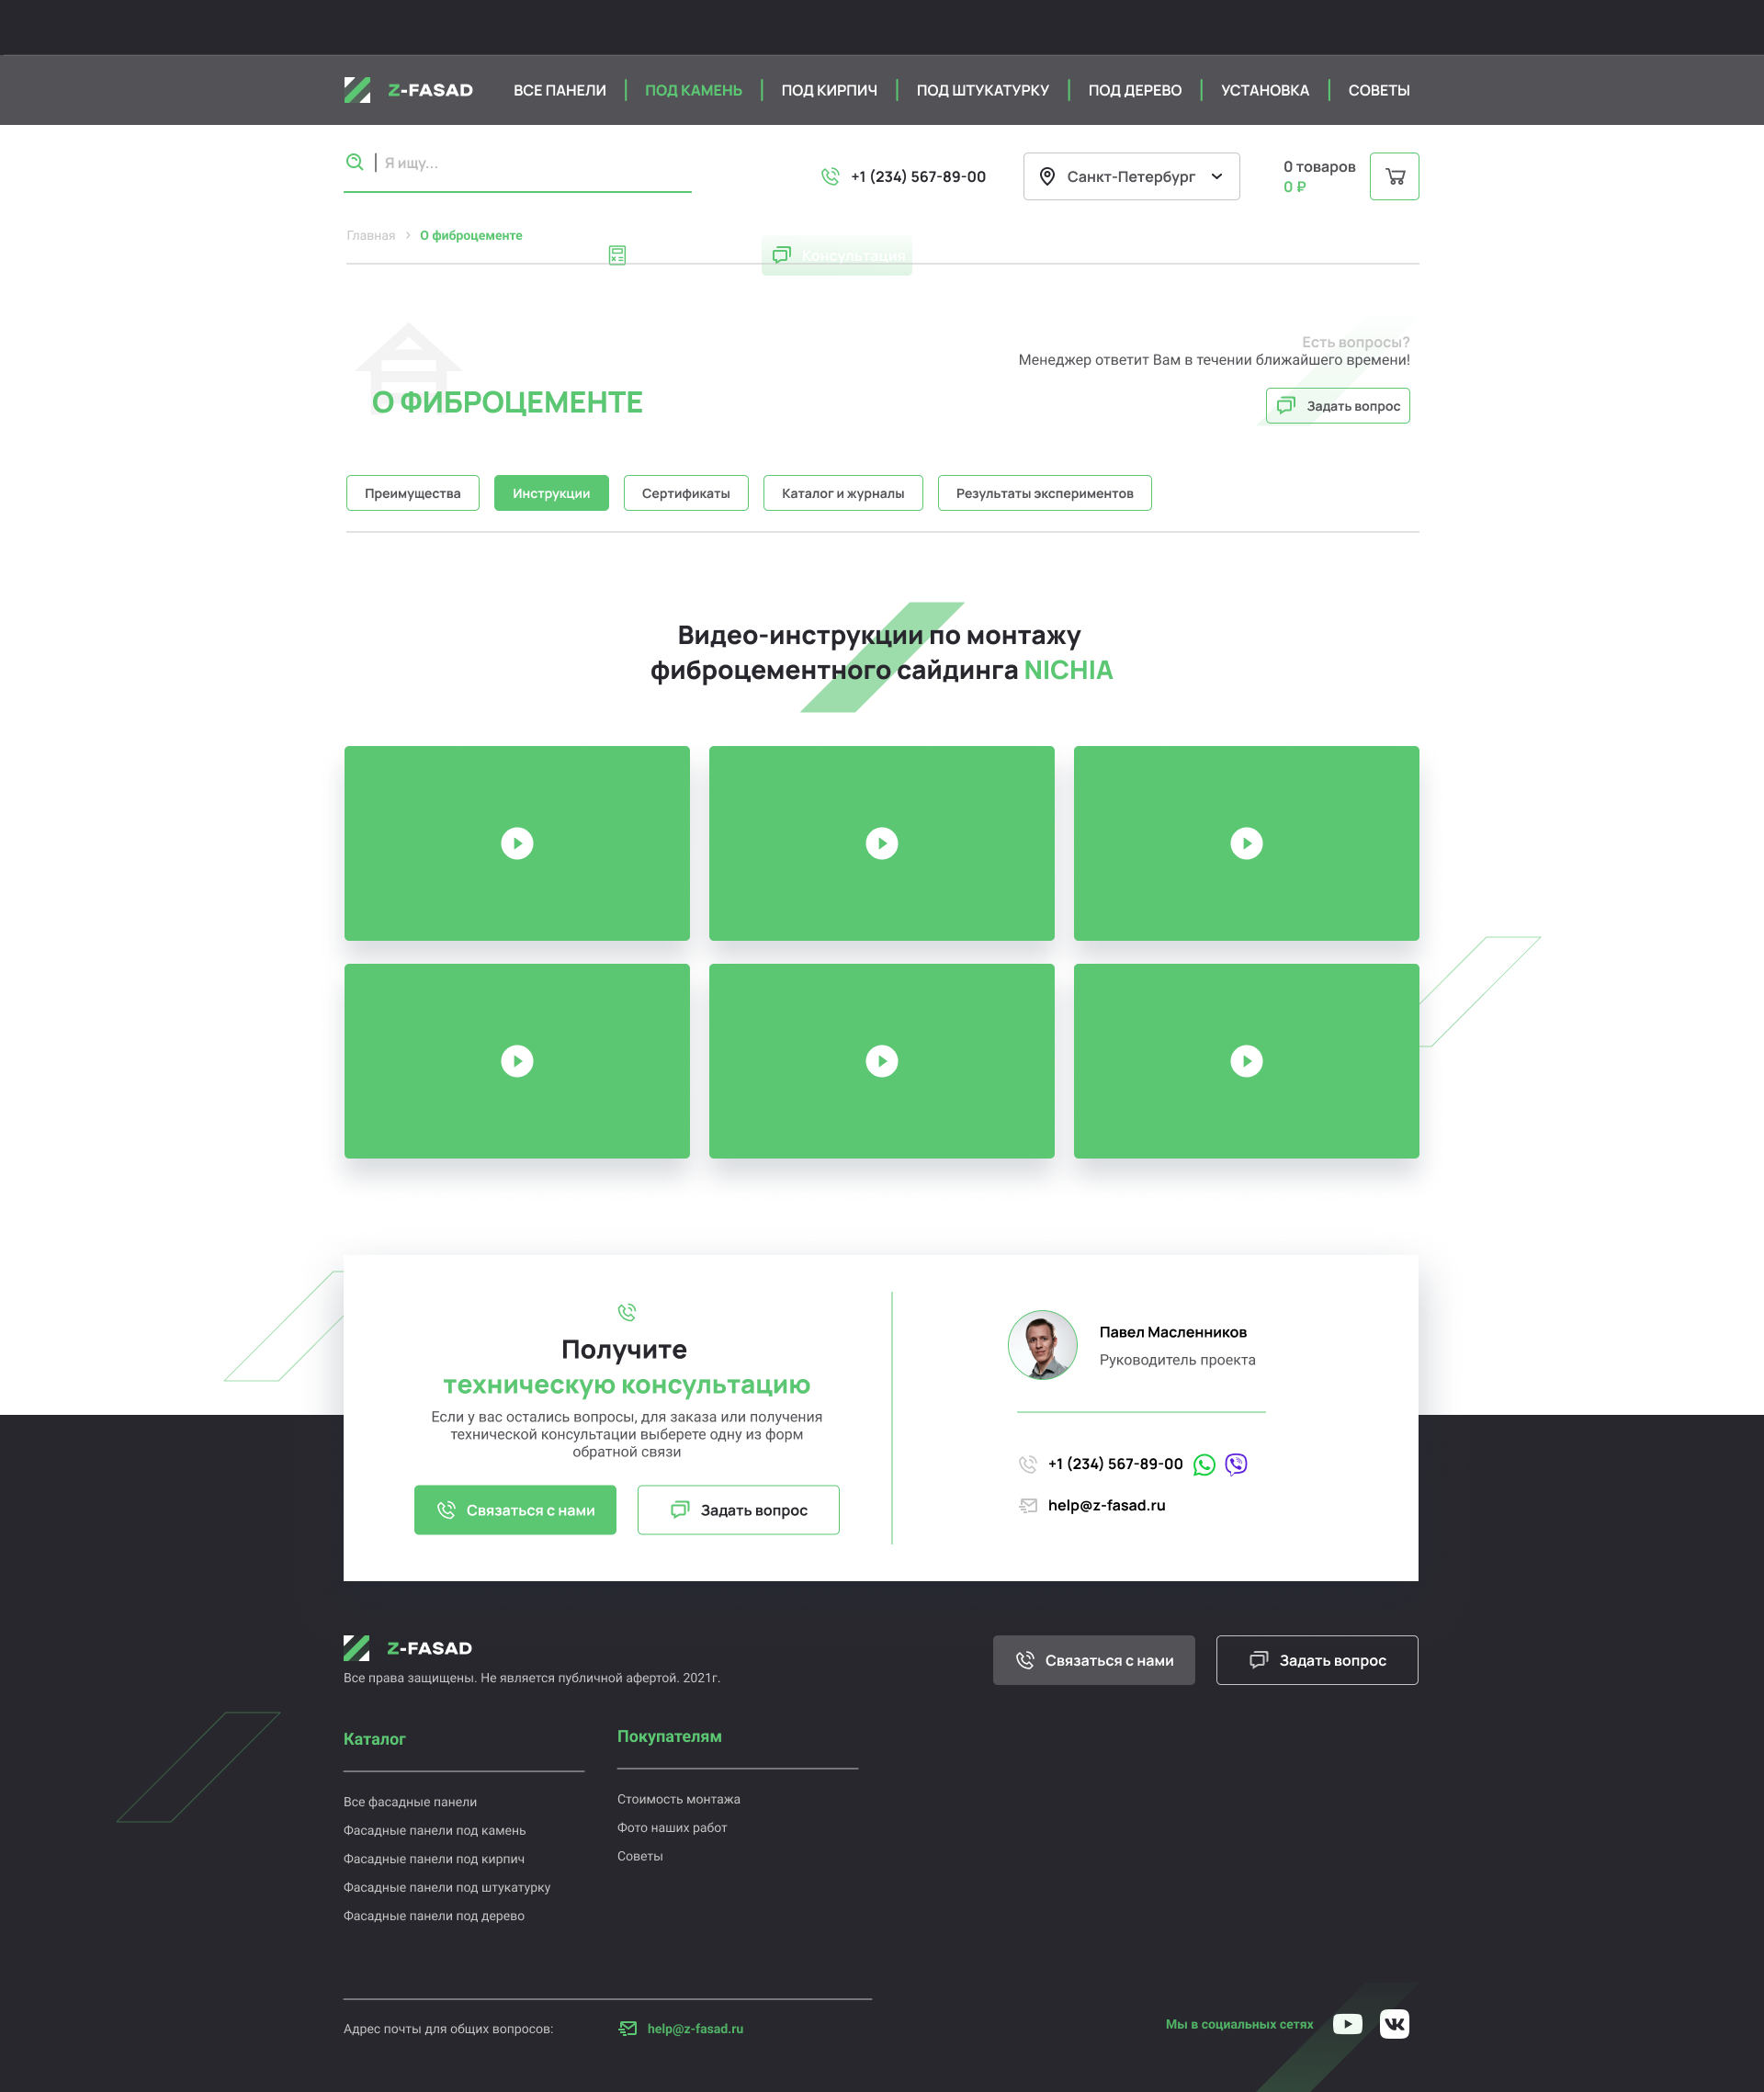 Z-FASAD
ВСЕ ПАНЕЛИ
ПОД КАМЕНЬ
ПОД КИРПИЧ
ПОД ШТУКАТУРКУ
ПОД ДЕРЕВО
УСТАНОВКА
СОВЕТЫ
Я ищу...
+1 (234) 567-89-00
Санкт-Петербург
0 товаров
0 ₽
Главная
О фиброцементе
Консультация
Есть вопросы?
Менеджер ответит Вам в течении ближайшего времени!
О ФИБРОЦЕМЕНТЕ
Задать вопрос
Преимущества
Инструкции
Сертификаты
Каталог и журналы
Результаты экспериментов
Видео-инструкции по монтажу
фиброцементного сайдинга NICHIA
Получите
техническую консультацию
Если у вас остались вопросы, для заказа или получения
технической консультации выберете одну из форм
обратной связи
Связаться с нами
Задать вопрос
Павел Масленников
Руководитель проекта
+1 (234) 567-89-00
help@z-fasad.ru
Z-FASAD
Все права защищены. Не является публичной афертой. 2021г.
Связаться с нами
Задать вопрос
Каталог
Все фасадные панели
Фасадные панели под камень
Фасадные панели под кирпич
Фасадные панели под штукатурку
Фасадные панели под дерево
Покупателям
Стоимость монтажа
Фото наших работ
Советы
Адрес почты для общих вопросов:
help@z-fasad.ru
Мы в социальных сетях